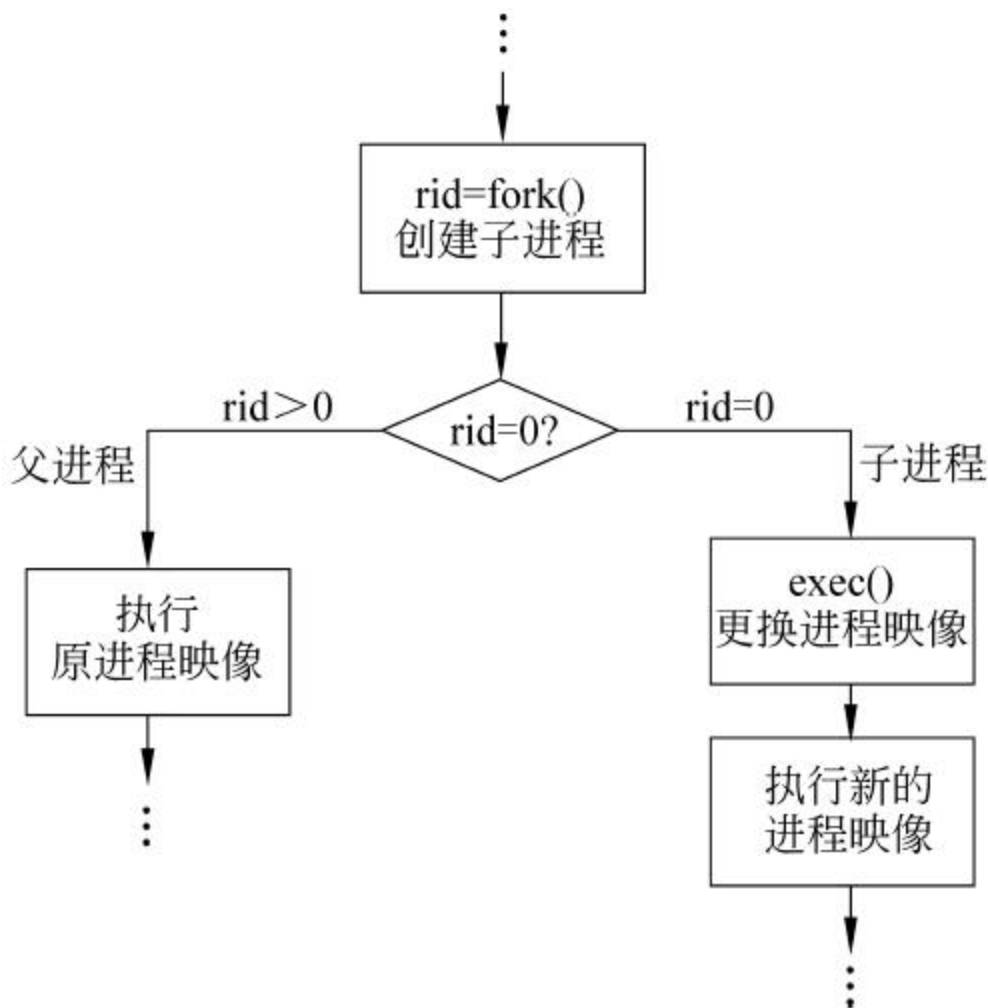 rid=fork()
创建子进程
rid>0
rid=0?
rid=0
父进程
子进程
执行
原进程映像
exec()
更换进程映像
执行新的
进程映像